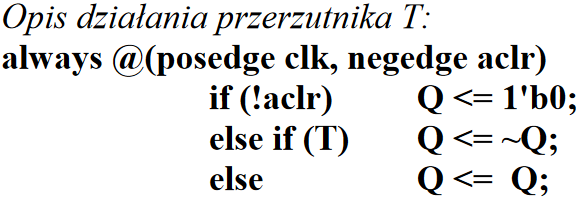 Opis działania przerzutnika T:
always @(posedge clk, negedge aclr)
if (!aclr) Q <= 1'b0;
else if (T) Q <= ~Q;
else Q <= Q;